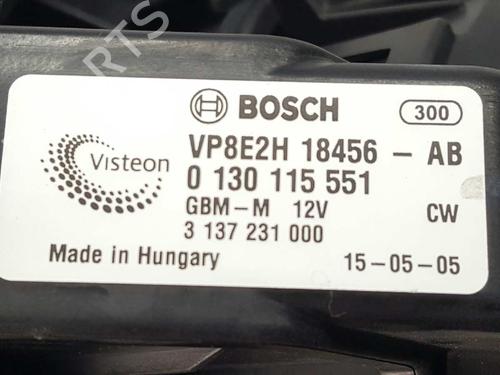 PARTS
BOSCH
300
Visteon
VP8E2H 18456 – AB
0 130 115 551
GBM–M 12V CW
3 137 231 000
Made in Hungary 15–05–05